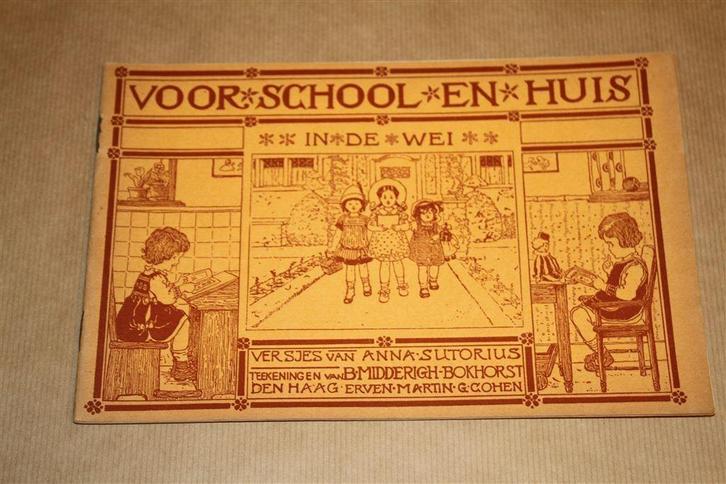 VOOR SCHOOL EN HUIS
IN DE WEI
VERSJES VAN ANNA SUTORIUS
TEEKENINGEN VAN B. MIDDERIGH-BOKHORST
DEN HAAG · ERVEN · MARTIN · G · COHEN